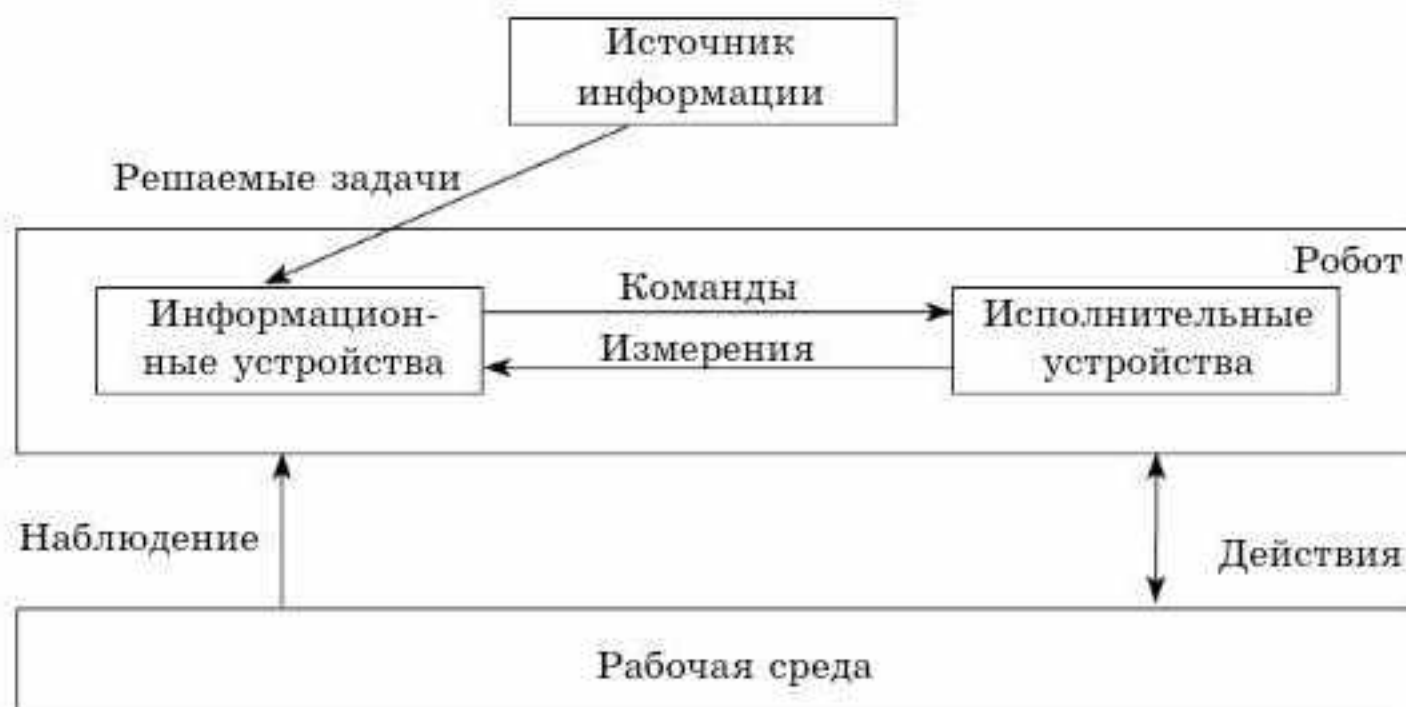 Источник
информации
Решаемые задачи
Робот
Команды
Информацион-
ные устройства
Измерения
Исполнительные
устройства
Наблюдение
Действия
Рабочая среда